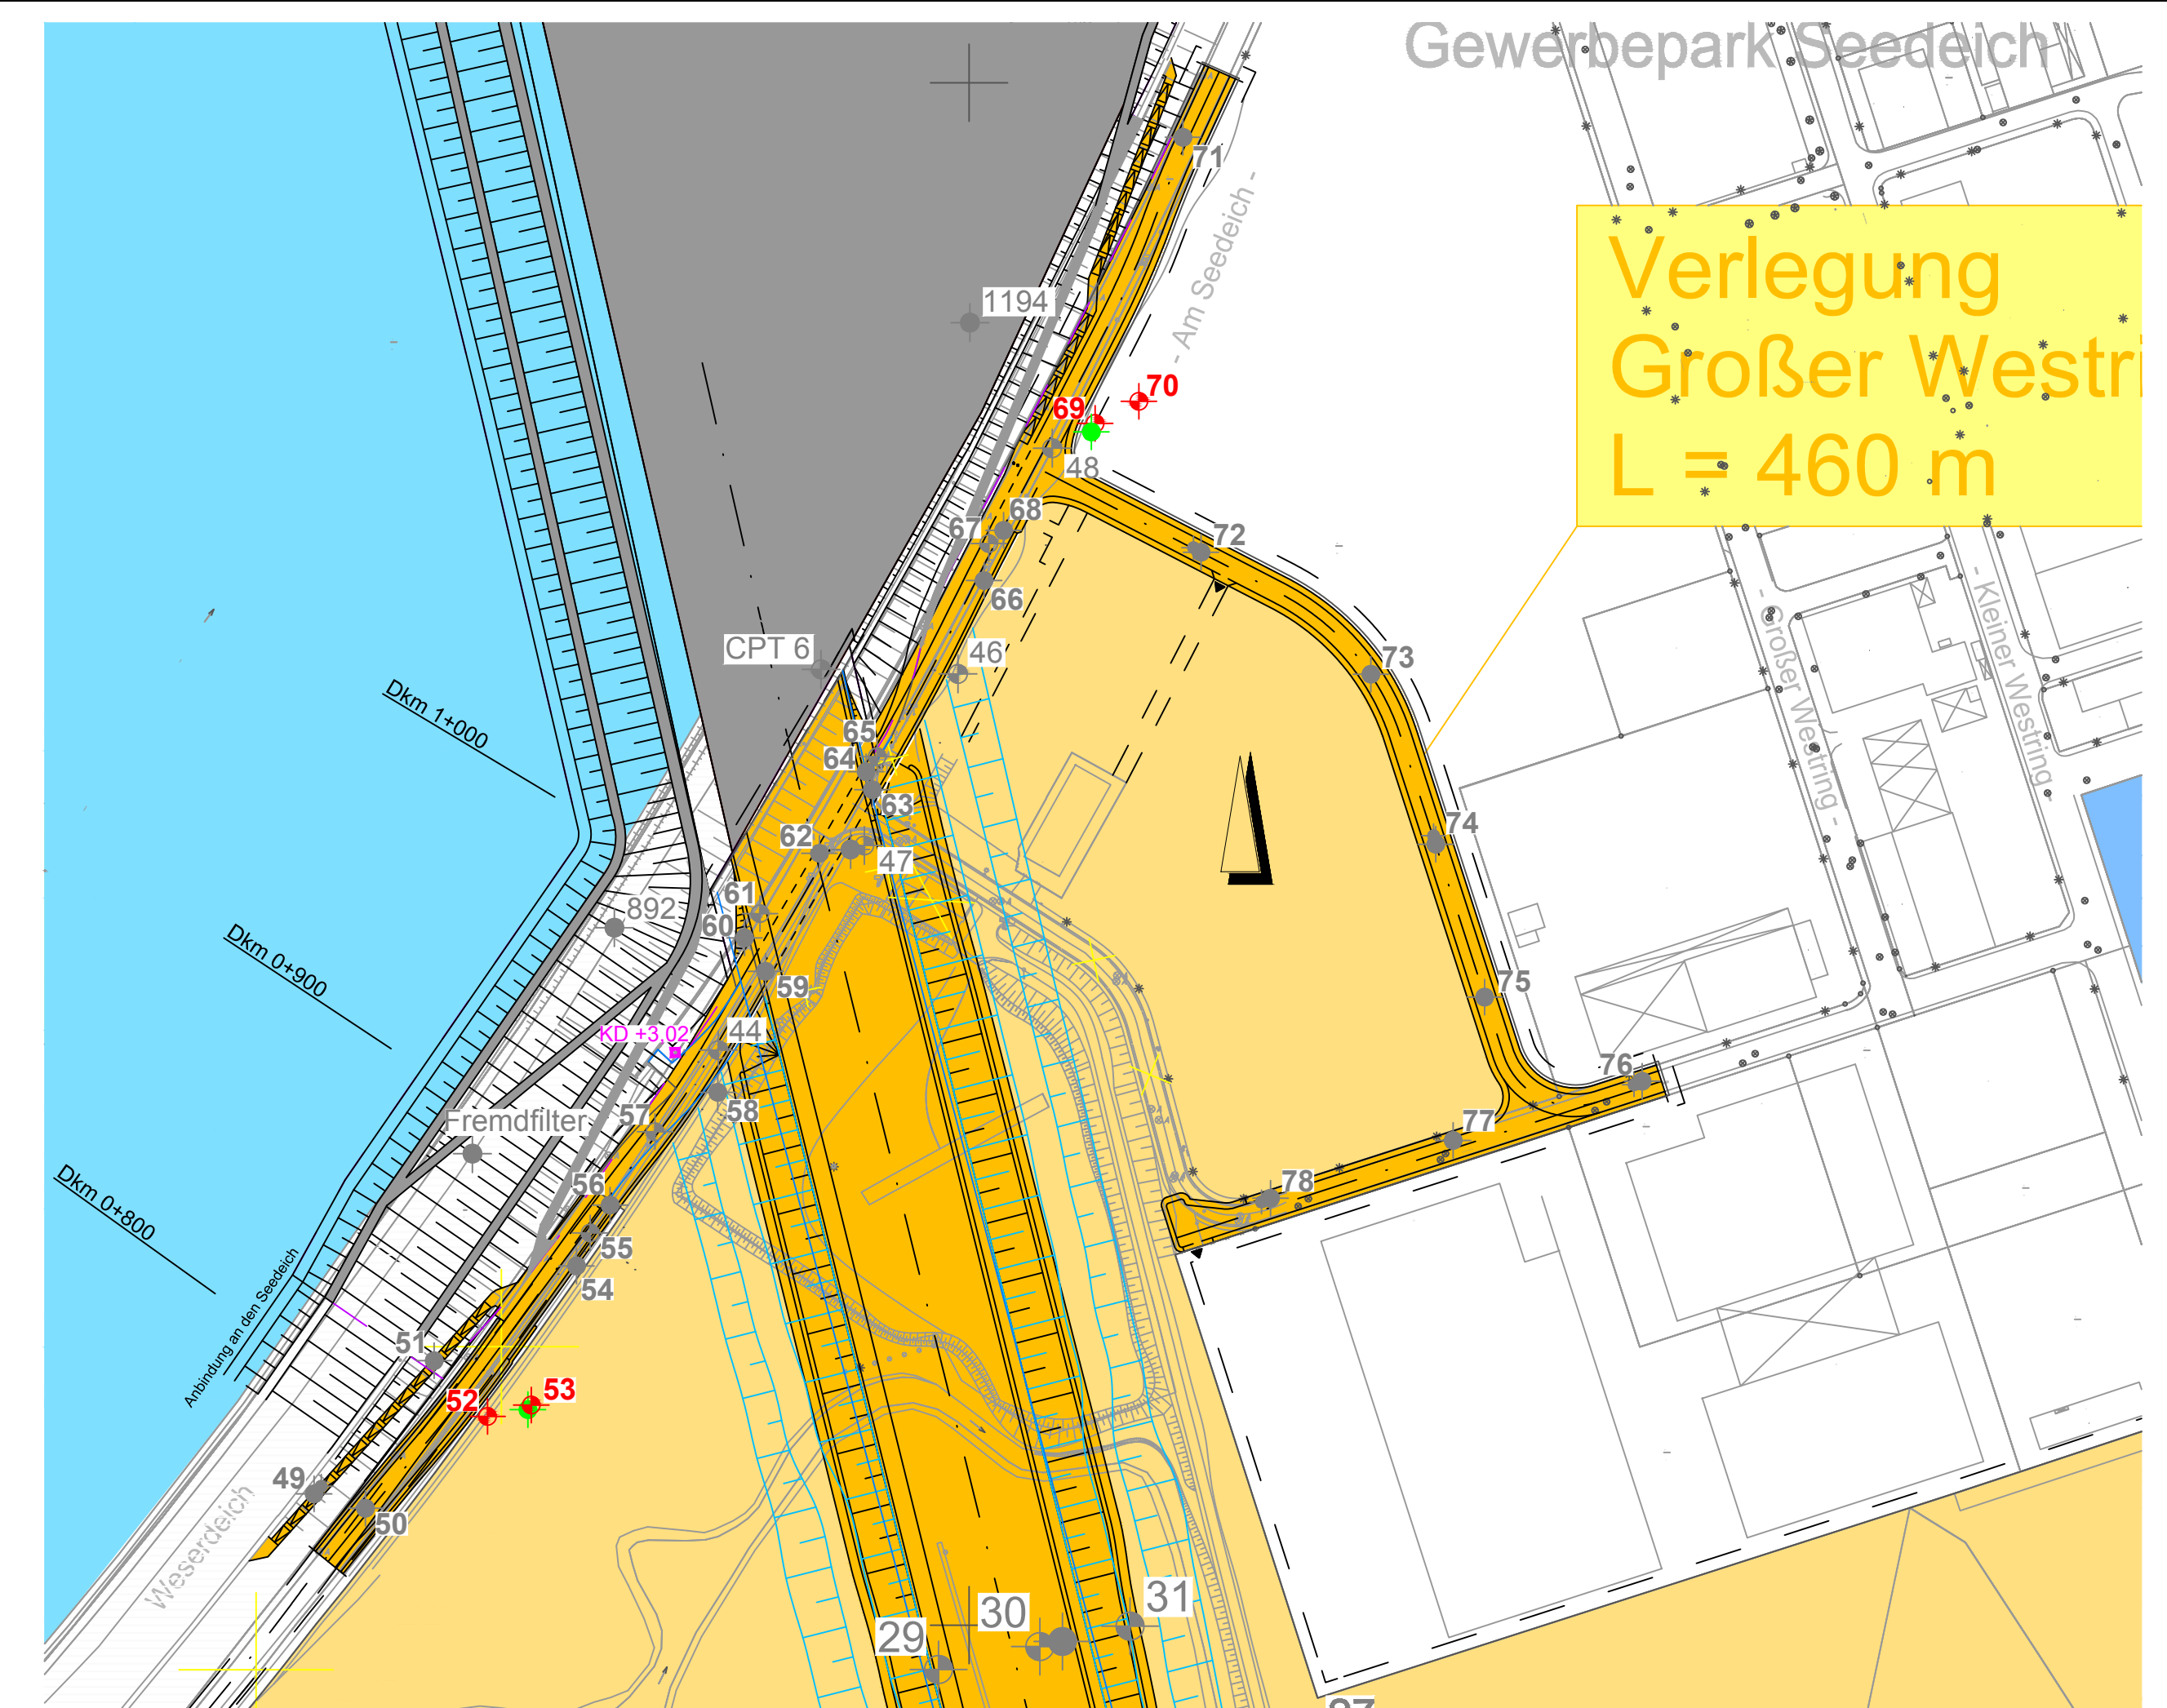 Gewerbepark Seedeich
71
- Am Seedeich -
Verlegung
Großer Westri
L = 460 m
1194
70
69
48
68
67
72
66
46
CPT 6
73
- Großer Westring -
- Kleiner Westring -
Dkm 1+000
65
64
63
62
47
74
61
892
60
59
75
Dkm 0+900
KD +3,02
44
76
58
57
Fremdfilter
77
56
78
Dkm 0+800
55
54
Anbindung an den Seedeich
51
52
53
49
50
Weserdeich
31
30
29